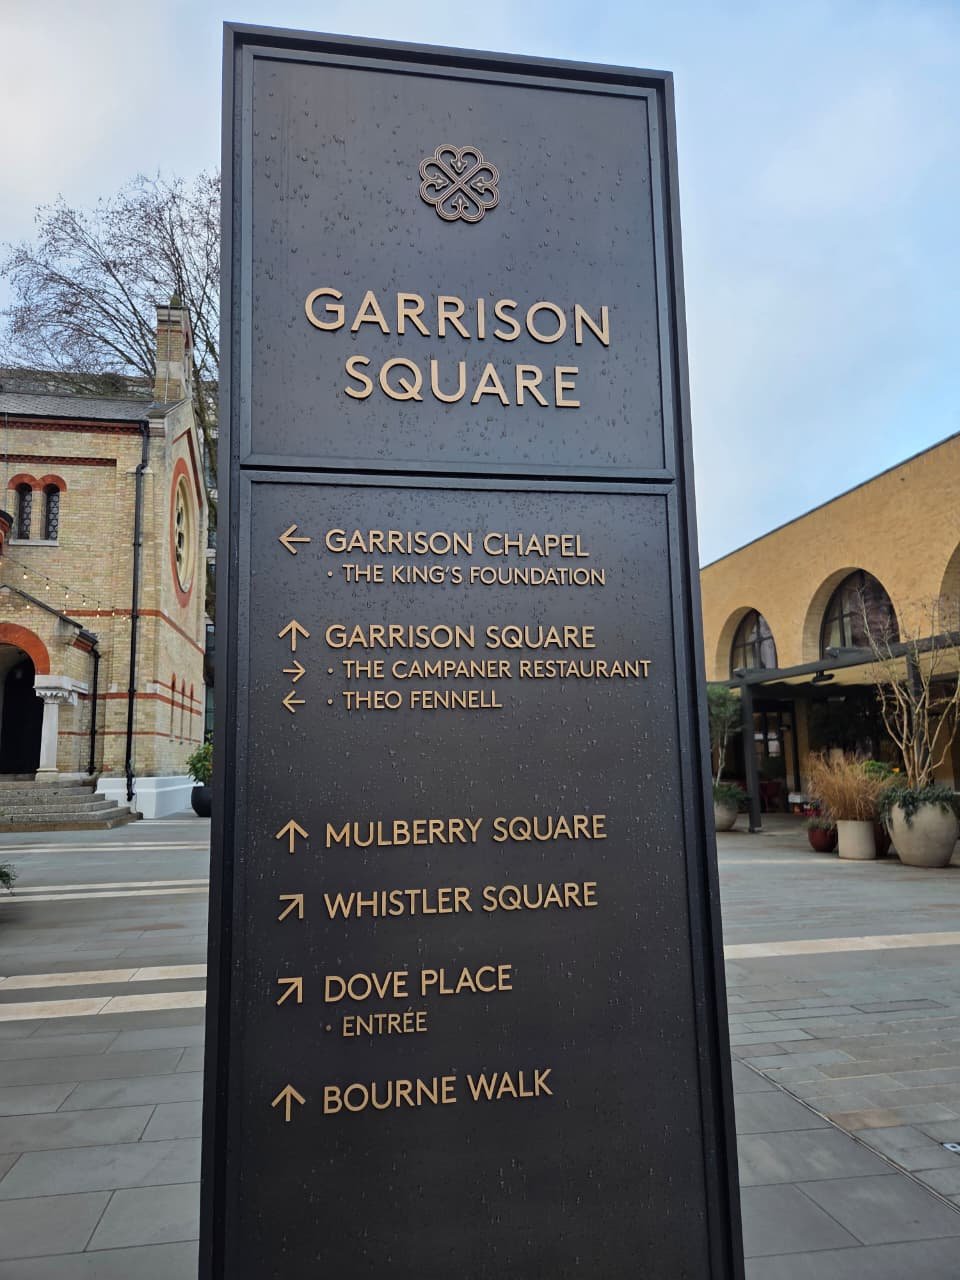 GARRISON
SQUARE
← GARRISON CHAPEL
· THE KING'S FOUNDATION
↑ GARRISON SQUARE
→ · THE CAMPANER RESTAURANT
← · THEO FENNELL
↑ MULBERRY SQUARE
↗ WHISTLER SQUARE
↗ DOVE PLACE
· ENTRÉE
↑ BOURNE WALK